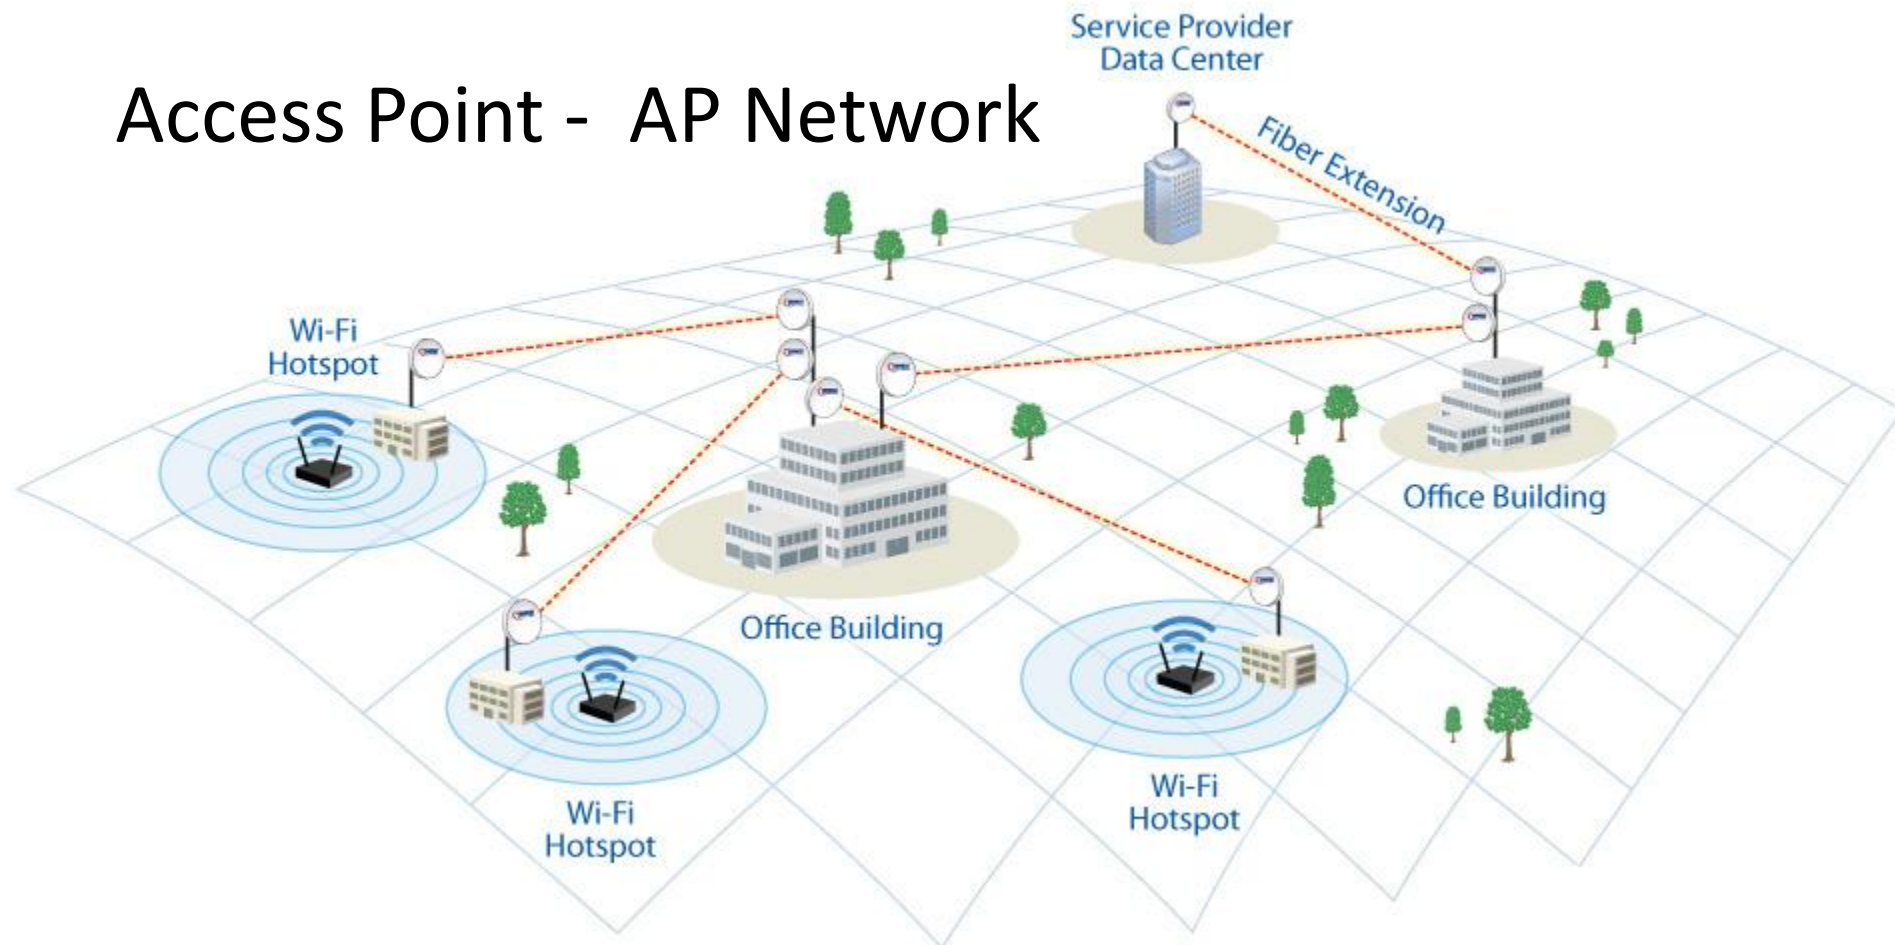 Service Provider
Data Center
Access Point -  AP Network
Fiber Extension
Wi-Fi
Hotspot
Office Building
Office Building
Wi-Fi
Hotspot
Wi-Fi
Hotspot